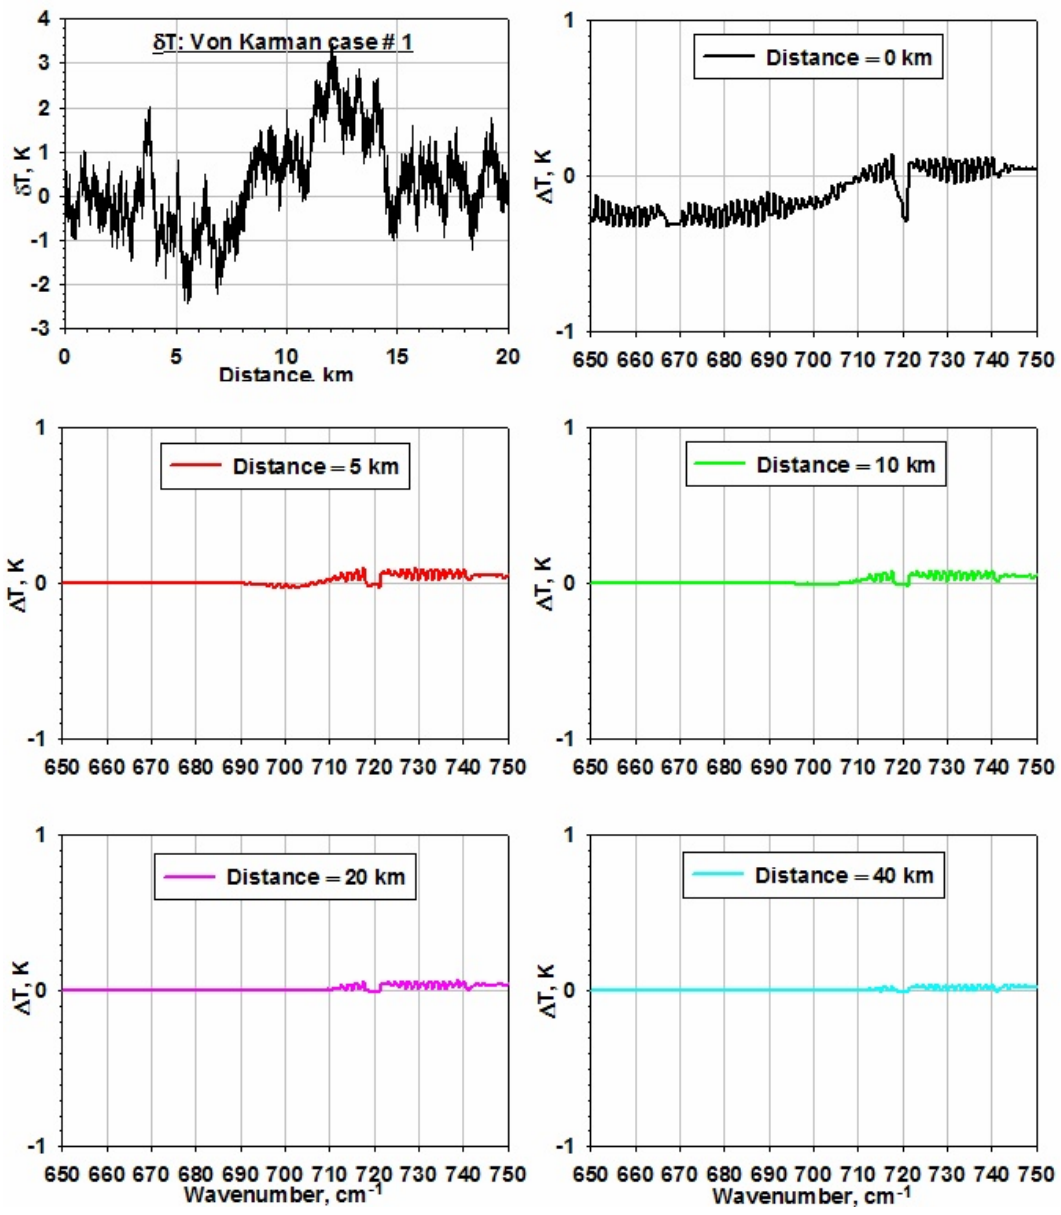 δT: Von Karman case # 1
4
3
2
1
0
-1
-2
-3
δT, K
0 5 10 15 20
Distance, km
Distance = 0 km
1
0
-1
ΔT, K
650 660 670 680 690 700 710 720 730 740 750
Distance = 5 km
1
0
-1
ΔT, K
650 660 670 680 690 700 710 720 730 740 750
Distance = 10 km
1
0
-1
ΔT, K
650 660 670 680 690 700 710 720 730 740 750
Distance = 20 km
1
0
-1
ΔT, K
650 660 670 680 690 700 710 720 730 740 750
Wavenumber, cm⁻¹
Distance = 40 km
1
0
-1
ΔT, K
650 660 670 680 690 700 710 720 730 740 750
Wavenumber, cm⁻¹